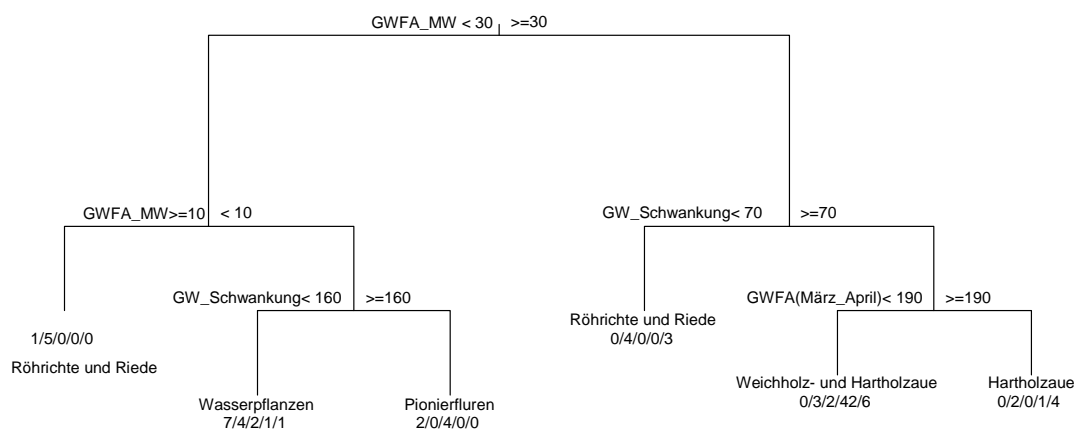 GWFA_MW < 30 >=30
GWFA_MW>=10 < 10
GW_Schwankung< 70 >=70
GW_Schwankung< 160 >=160
GWFA(März_April)< 190 >=190
1/5/0/0/0
Röhrichte und Riede
Röhrichte und Riede
0/4/0/0/3
Wasserpflanzen
7/4/2/1/1
Pionierfluren
2/0/4/0/0
Weichholz- und Hartholzaue
0/3/2/42/6
Hartholzaue
0/2/0/1/4